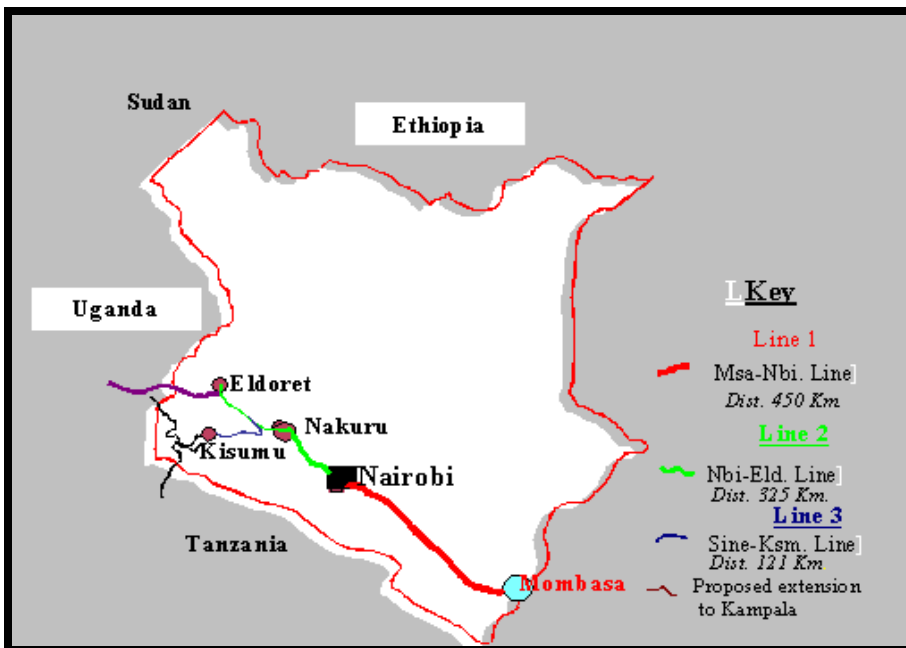 Sudan
Ethiopia
Uganda
Eldoret
Nakuru
Kisumu
Nairobi
Tanzania
Mombasa
LKey
Line 1
Msa-Nbi. Line]
Dist. 450 Km
Line 2
Nbi-Eld. Line]
Dist. 325 Km.
Line 3
Sine-Ksm. Line]
Dist. 121 Km
Proposed extension
to Kampala